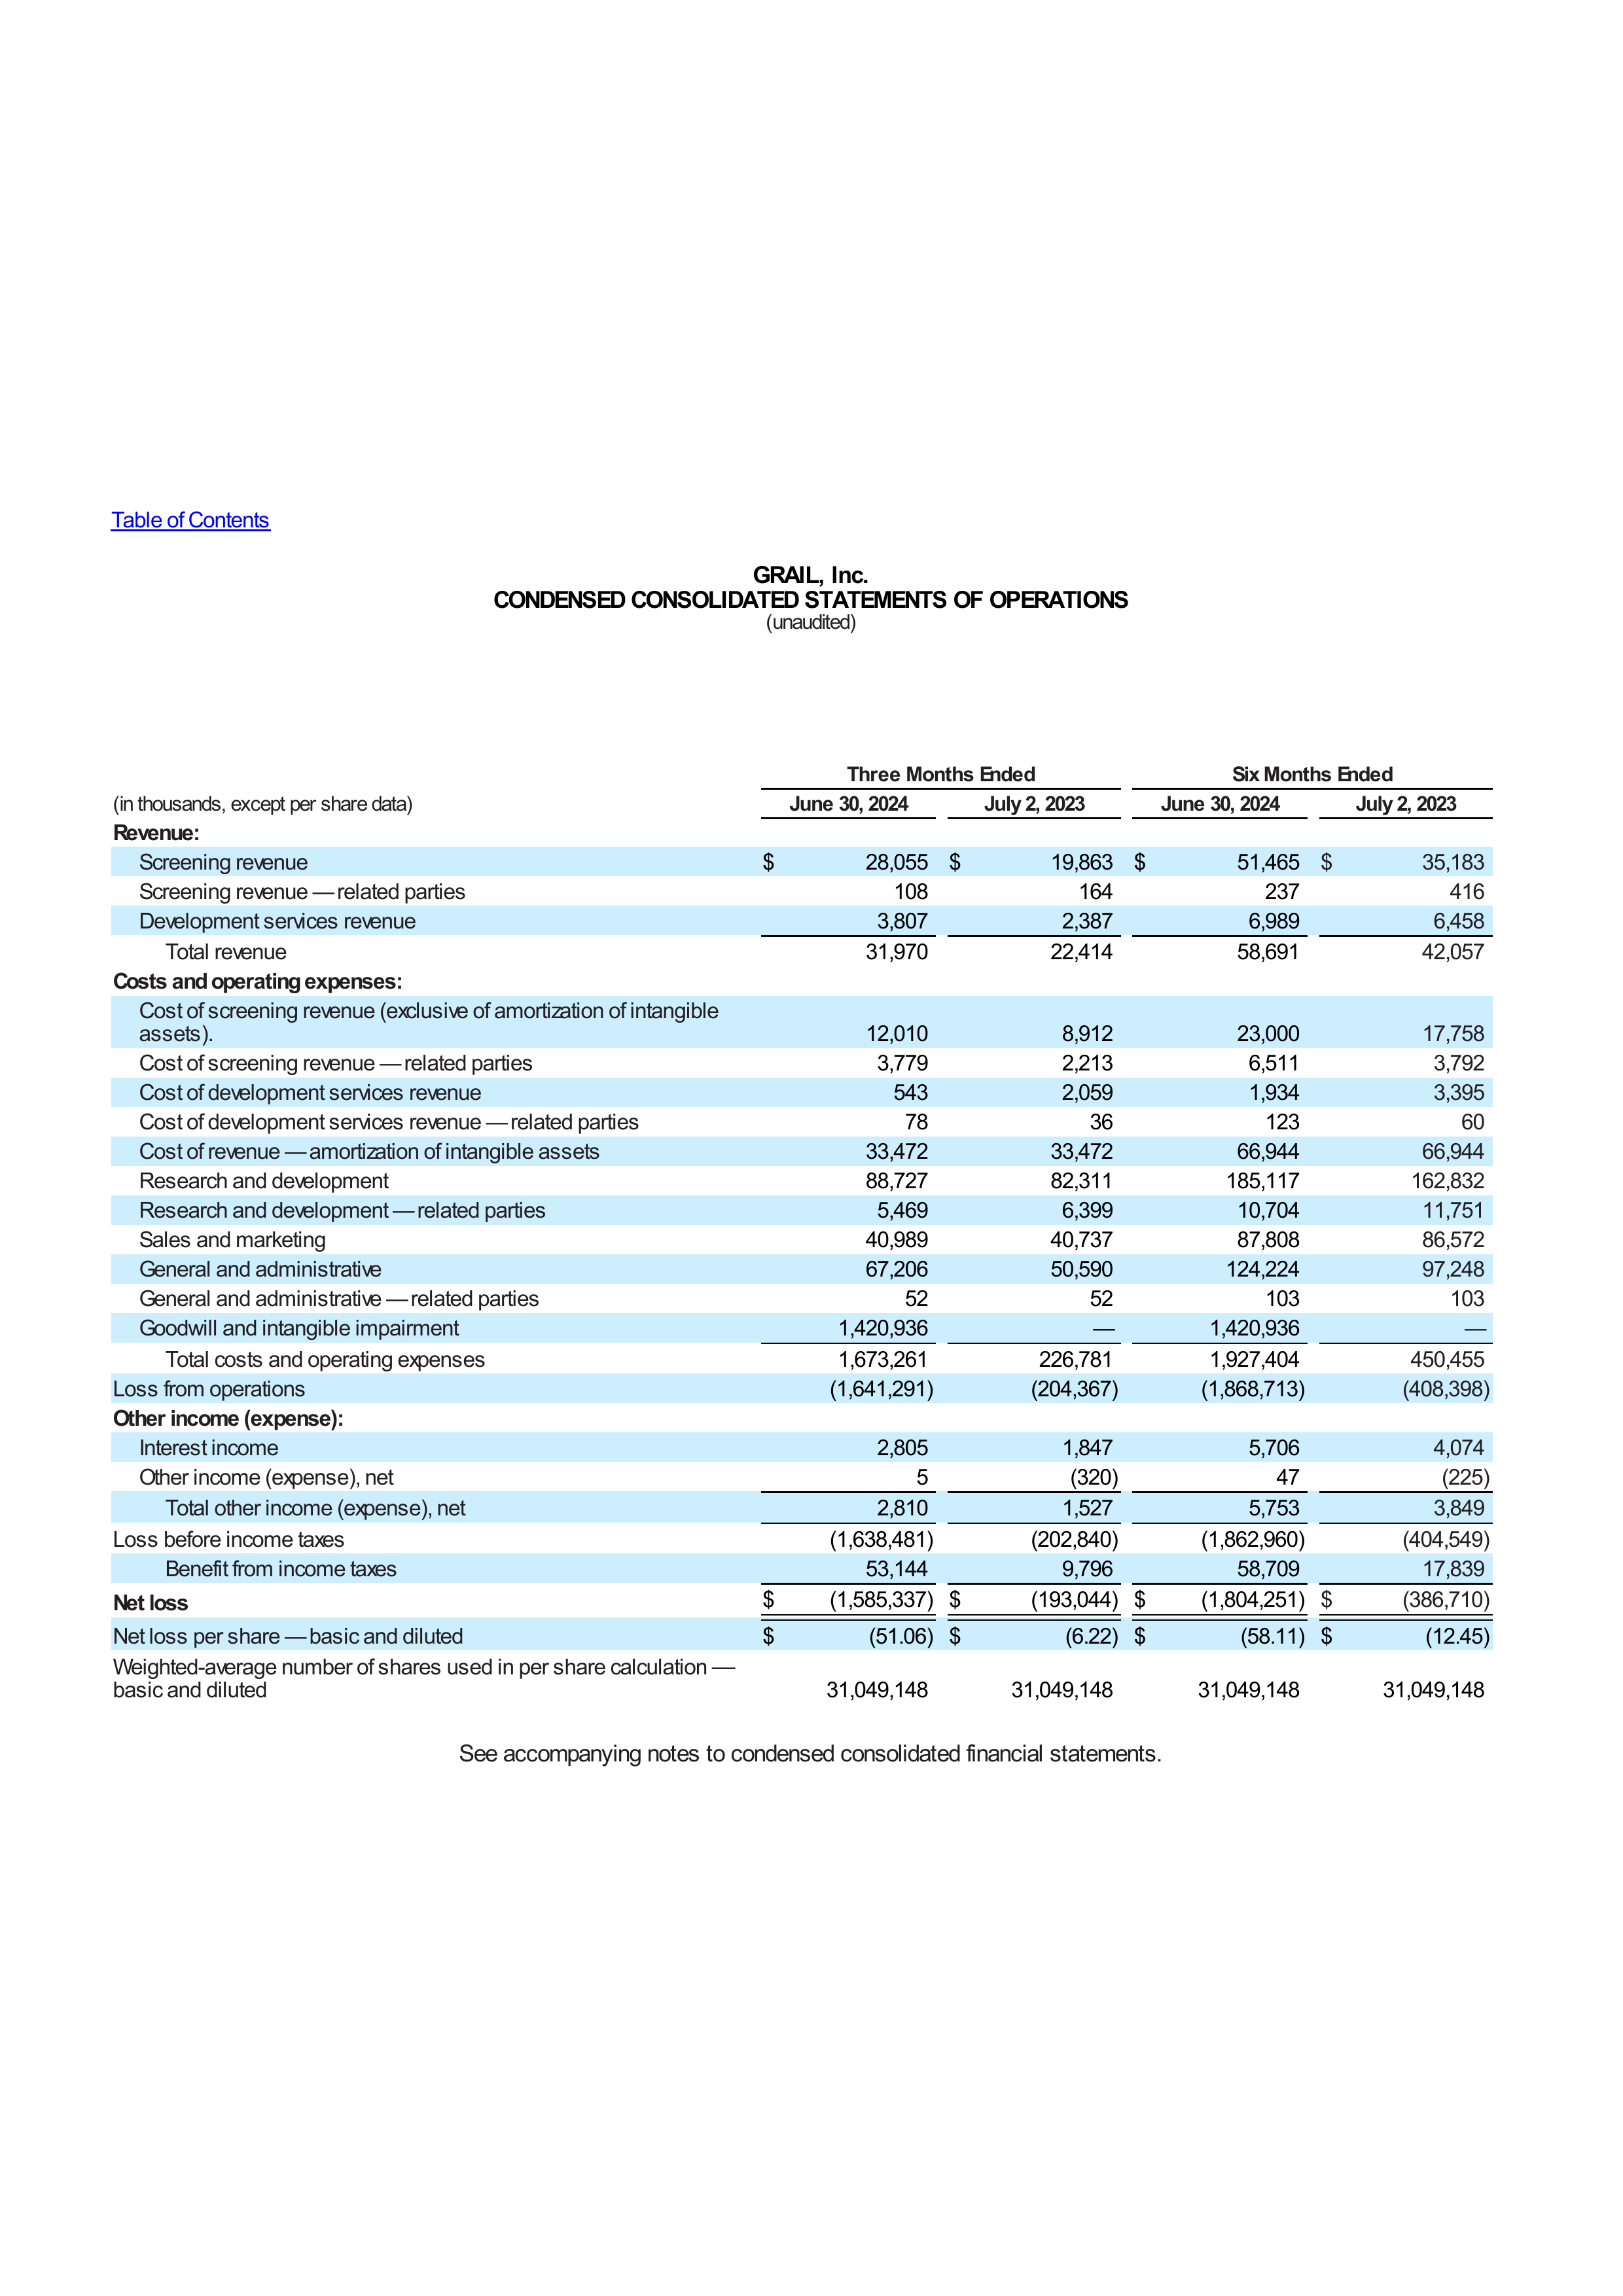 Table of Contents
GRAIL, Inc.
CONDENSED CONSOLIDATED STATEMENTS OF OPERATIONS
(unaudited)
Three Months Ended Six Months Ended
(in thousands, except per share data) June 30, 2024 July 2, 2023 June 30, 2024 July 2, 2023
Revenue:
Screening revenue $ 28,055 $ 19,863 $ 51,465 $ 35,183
Screening revenue — related parties 108 164 237 416
Development services revenue 3,807 2,387 6,989 6,458
Total revenue 31,970 22,414 58,691 42,057
Costs and operating expenses:
Cost of screening revenue (exclusive of amortization of intangible
assets). 12,010 8,912 23,000 17,758
Cost of screening revenue — related parties 3,779 2,213 6,511 3,792
Cost of development services revenue 543 2,059 1,934 3,395
Cost of development services revenue — related parties 78 36 123 60
Cost of revenue — amortization of intangible assets 33,472 33,472 66,944 66,944
Research and development 88,727 82,311 185,117 162,832
Research and development — related parties 5,469 6,399 10,704 11,751
Sales and marketing 40,989 40,737 87,808 86,572
General and administrative 67,206 50,590 124,224 97,248
General and administrative — related parties 52 52 103 103
Goodwill and intangible impairment 1,420,936 — 1,420,936 —
Total costs and operating expenses 1,673,261 226,781 1,927,404 450,455
Loss from operations (1,641,291) (204,367) (1,868,713) (408,398)
Other income (expense):
Interest income 2,805 1,847 5,706 4,074
Other income (expense), net 5 (320) 47 (225)
Total other income (expense), net 2,810 1,527 5,753 3,849
Loss before income taxes (1,638,481) (202,840) (1,862,960) (404,549)
Benefit from income taxes 53,144 9,796 58,709 17,839
Net loss $ (1,585,337) $ (193,044) $ (1,804,251) $ (386,710)
Net loss per share — basic and diluted $ (51.06) $ (6.22) $ (58.11) $ (12.45)
Weighted-average number of shares used in per share calculation —
basic and diluted 31,049,148 31,049,148 31,049,148 31,049,148
See accompanying notes to condensed consolidated financial statements.